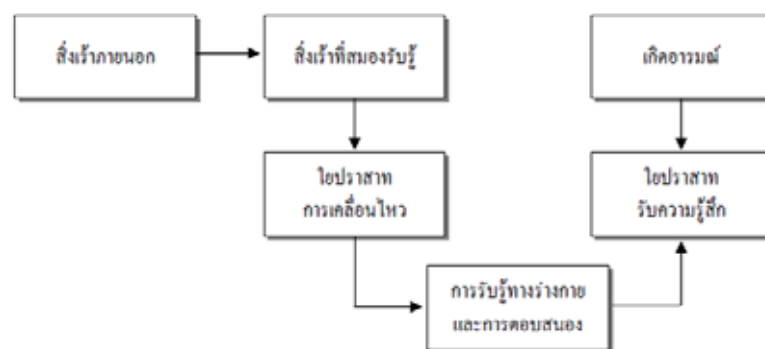 สิ่งเร้าภายนอก
สิ่งเร้าที่สมองรับรู้
เกิดอารมณ์
ใยประสาท
การเคลื่อนไหว
ใยประสาท
รับความรู้สึก
การรับรู้ทางร่างกาย
และการตอบสนอง